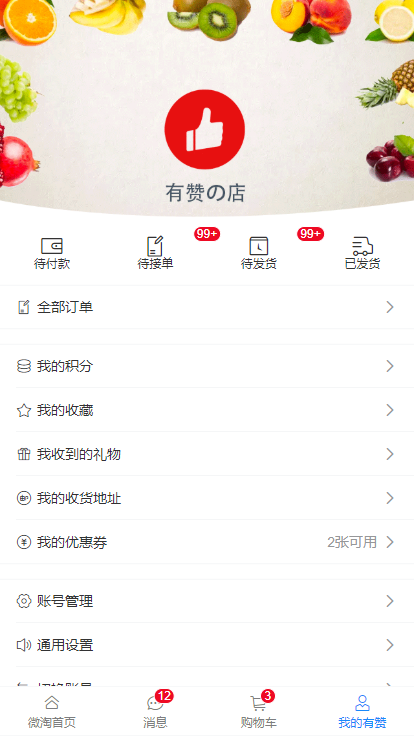 有赞の店
99+
99+
待付款
待接单
待发货
已发货
全部订单
我的积分
我的收藏
我收到的礼物
我的收货地址
我的优惠券
2张可用
账号管理
通用设置
12
3
微淘首页
消息
购物车
我的有赞